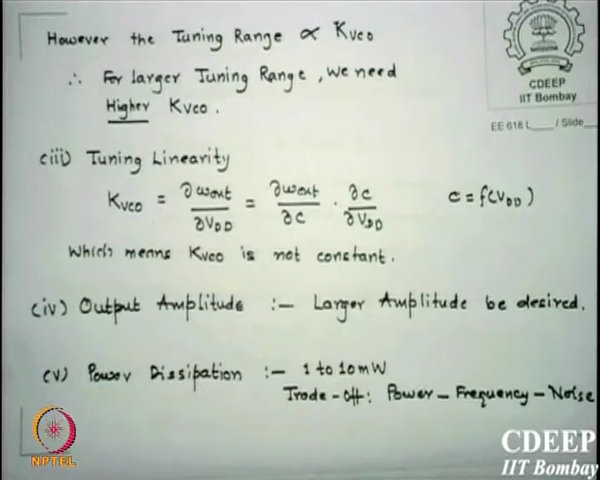 However the Tuning Range ∝ Kvco
∴ For larger Tuning Range, we need
Higher Kvco.
CDEEP
IIT Bombay
EE 618 L___ / Slide___
(iii) Tuning Linearity
Kvco = ∂wout/∂VDD = ∂wout/∂C · ∂C/∂VDD    C = f(VDD)
Which means Kvco is not constant.
(iv) Output Amplitude :- Larger Amplitude be desired.
(v) Power Dissipation :- 1 to 10mW
Trade-off: Power - Frequency - Noise
NPTEL
CDEEP
IIT Bombay